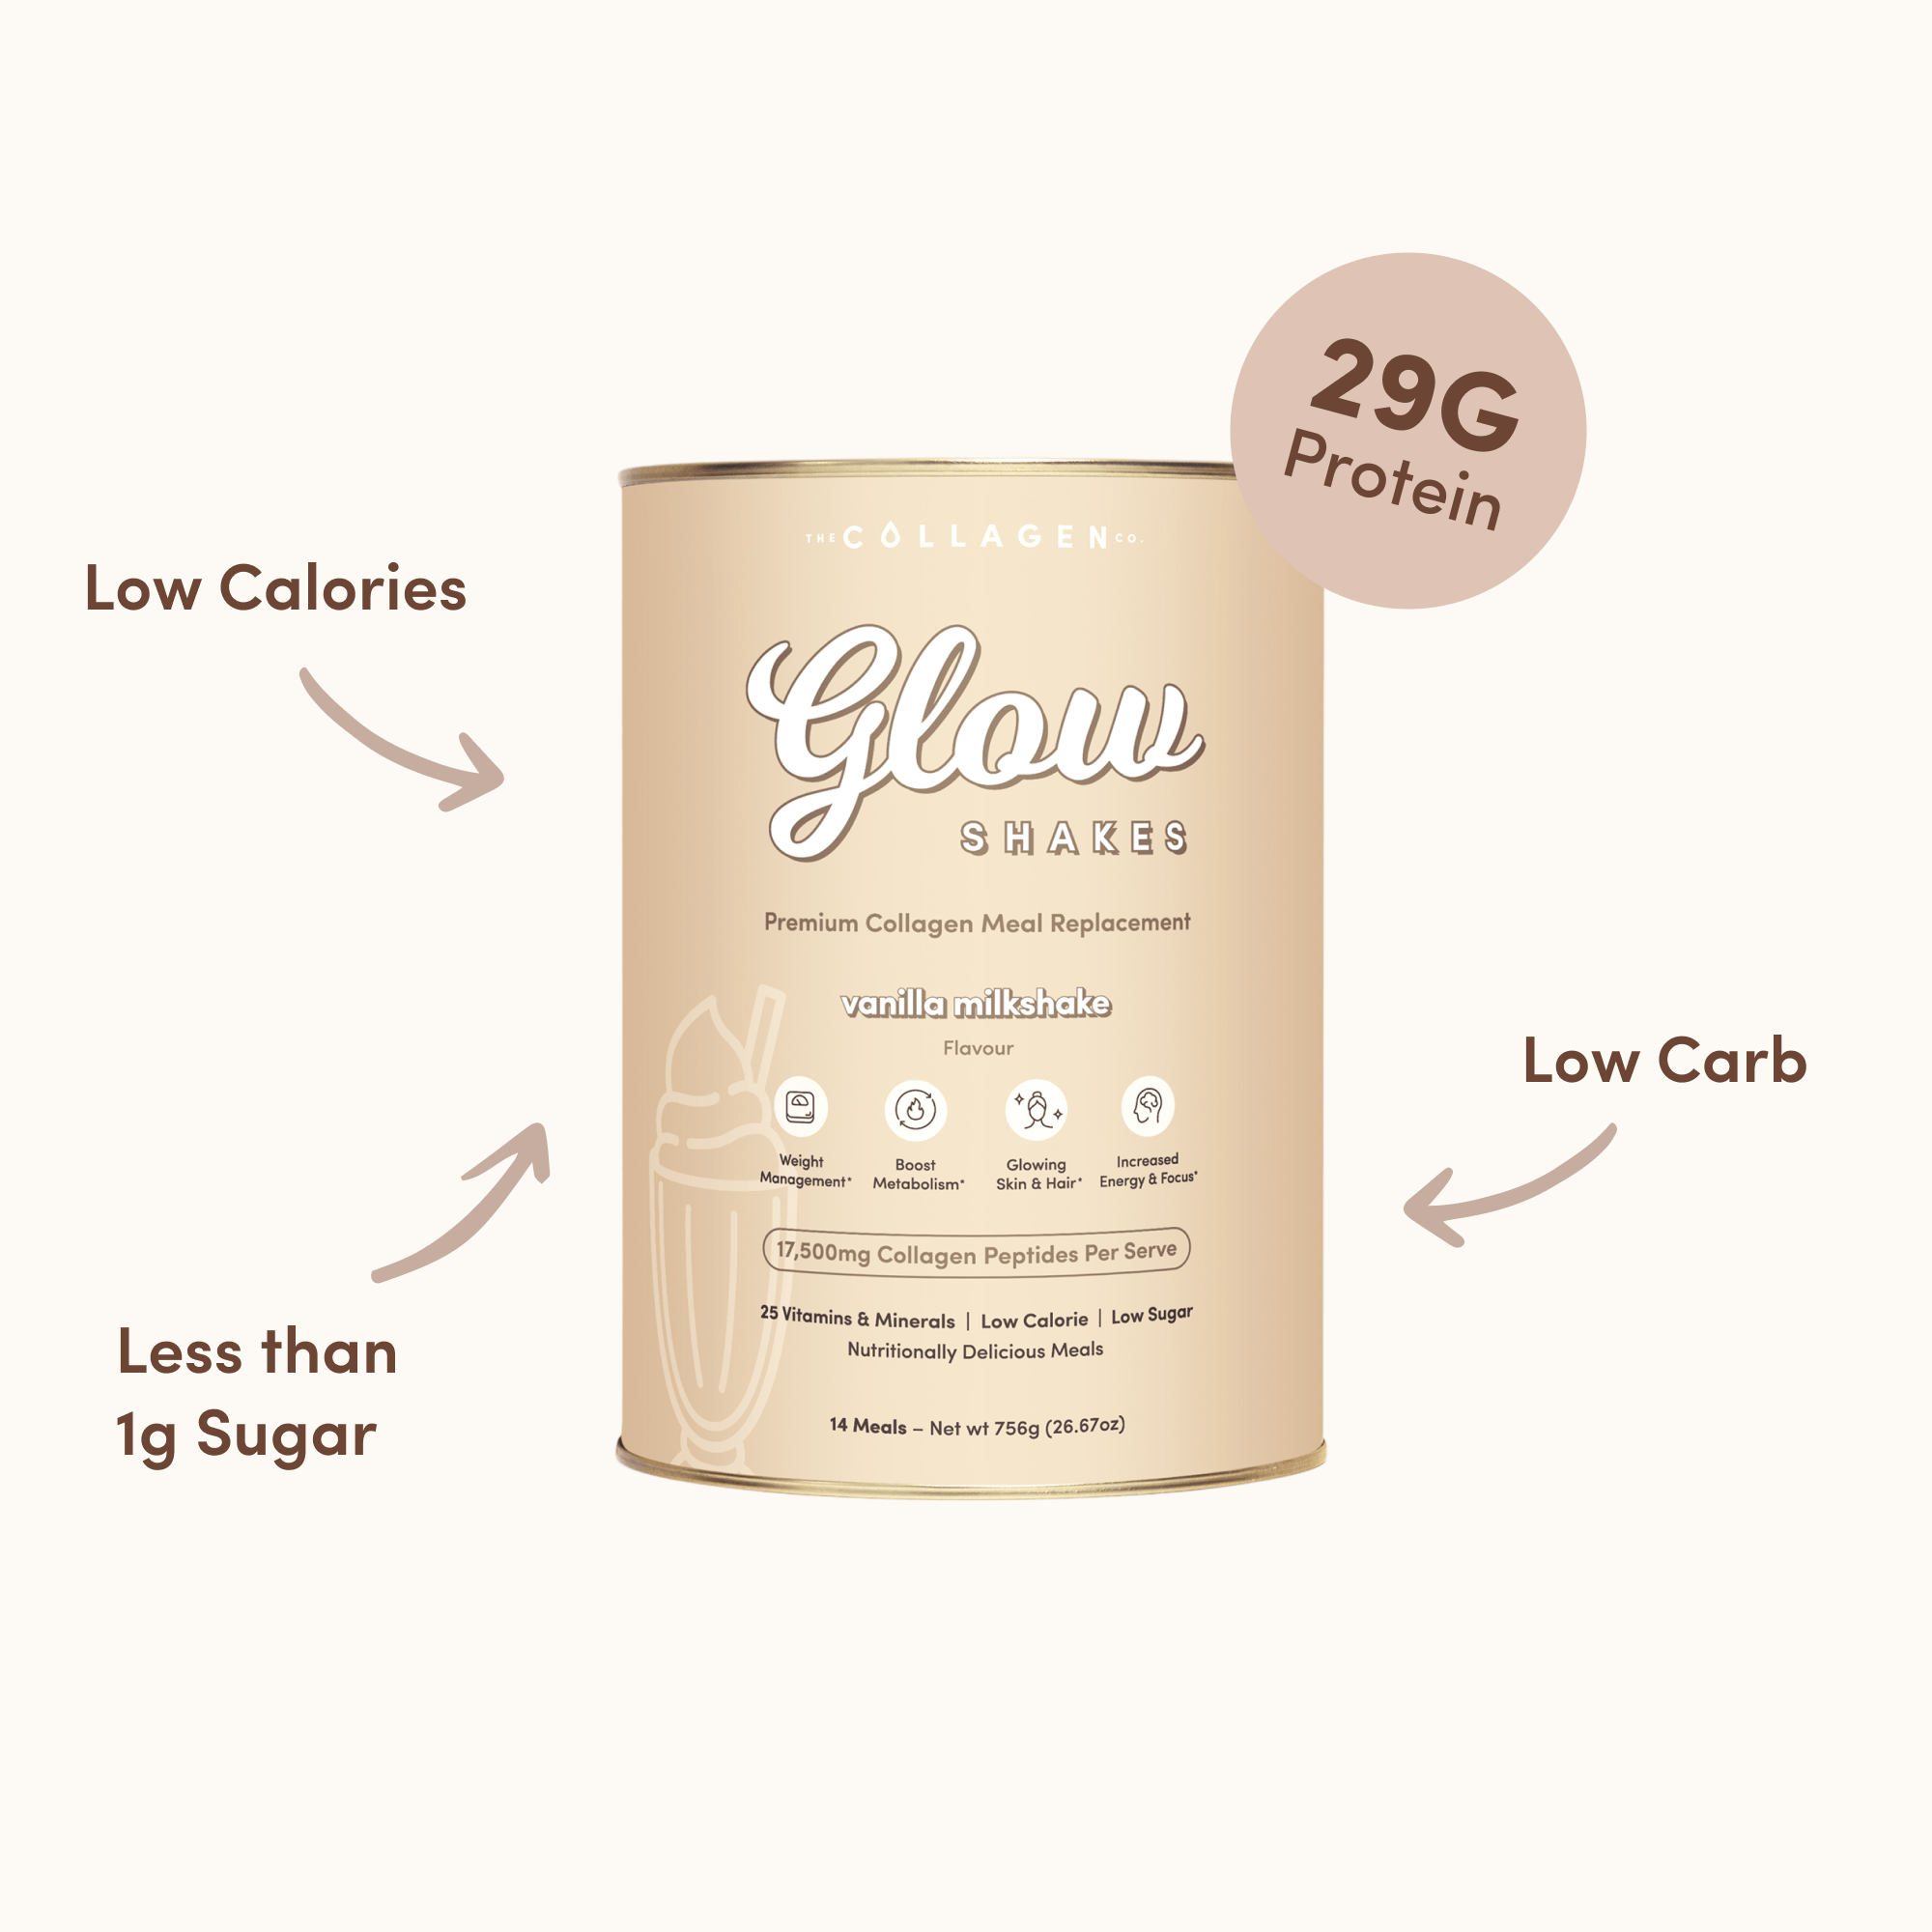 29G
Protein
THE COLLAGEN CO.
Low Calories
Glow
SHAKES
Premium Collagen Meal Replacement
vanilla milkshake
Flavour
Low Carb
Weight
Management*
Boost
Metabolism*
Glowing
Skin & Hair*
Increased
Energy & Focus*
17,500mg Collagen Peptides Per Serve
25 Vitamins & Minerals | Low Calorie | Low Sugar
Nutritionally Delicious Meals
Less than
1g Sugar
14 Meals – Net wt 756g (26.67oz)